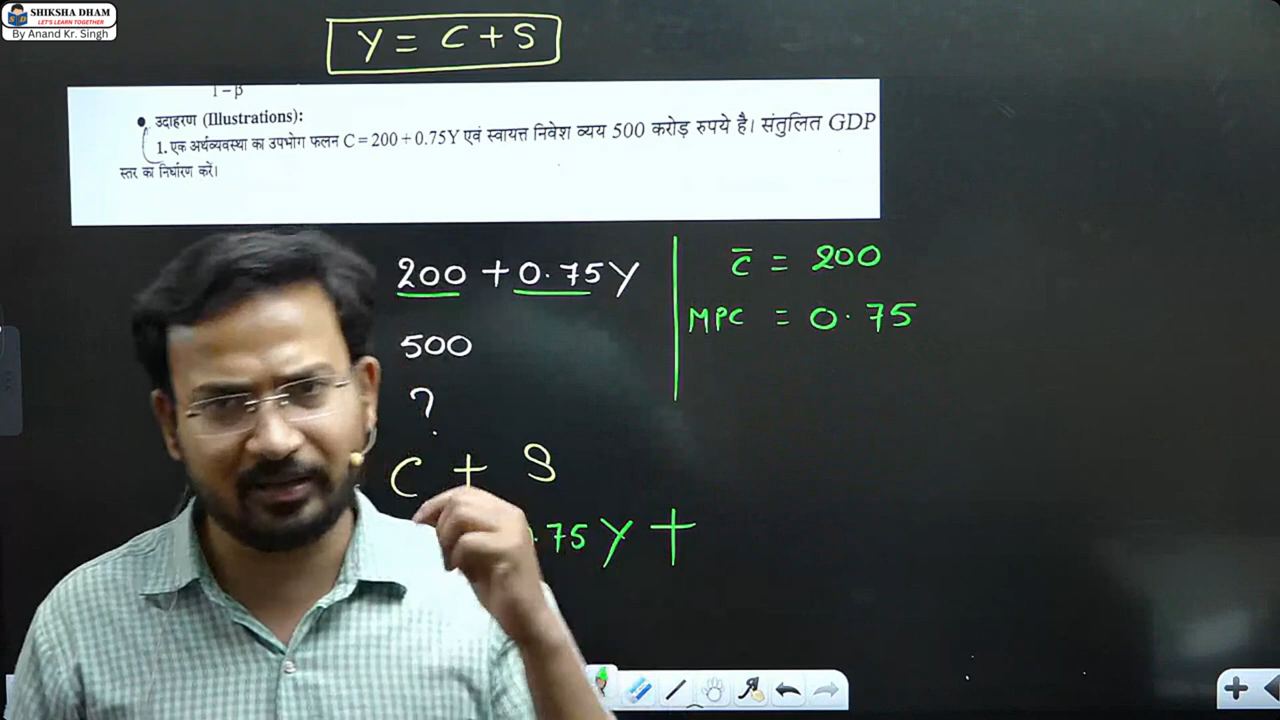 SHIKSHA DHAM
LET'S LEARN TOGETHER
By Anand Kr. Singh
Y = C + S
1-β
• उदाहरण (Illustrations):
1. एक अर्थव्यवस्था का उपभोग फलन C = 200 + 0.75Y एवं स्वायत्त निवेश व्यय 500 करोड़ रुपये है। संतुलित GDP
स्तर का निर्धारण करें।
200 + 0.75Y
500
?
C + S
.75Y +
C̄ = 200
MPC = 0.75